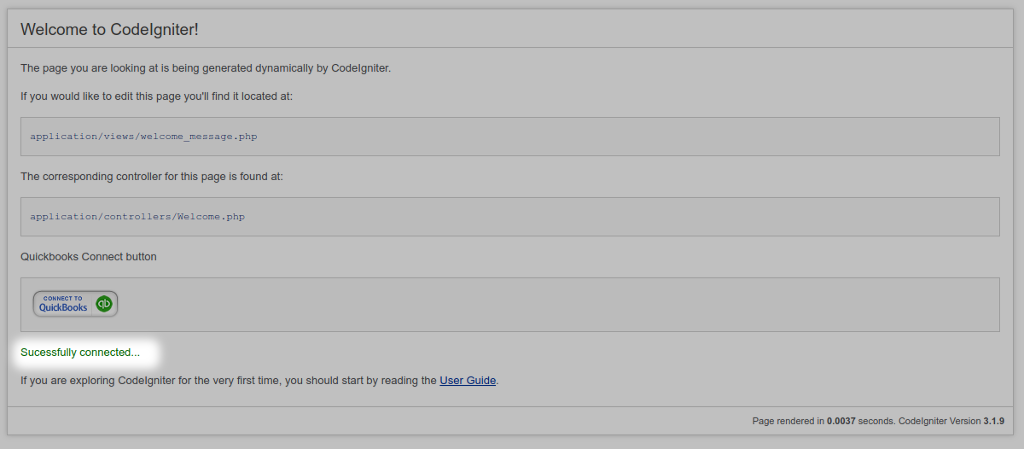 Welcome to CodeIgniter!
The page you are looking at is being generated dynamically by CodeIgniter.
If you would like to edit this page you'll find it located at:
application/views/welcome_message.php
The corresponding controller for this page is found at:
application/controllers/Welcome.php
Quickbooks Connect button
CONNECT TO
QuickBooks
qb
Sucessfully connected...
If you are exploring CodeIgniter for the very first time, you should start by reading the User Guide.
Page rendered in 0.0037 seconds. CodeIgniter Version 3.1.9